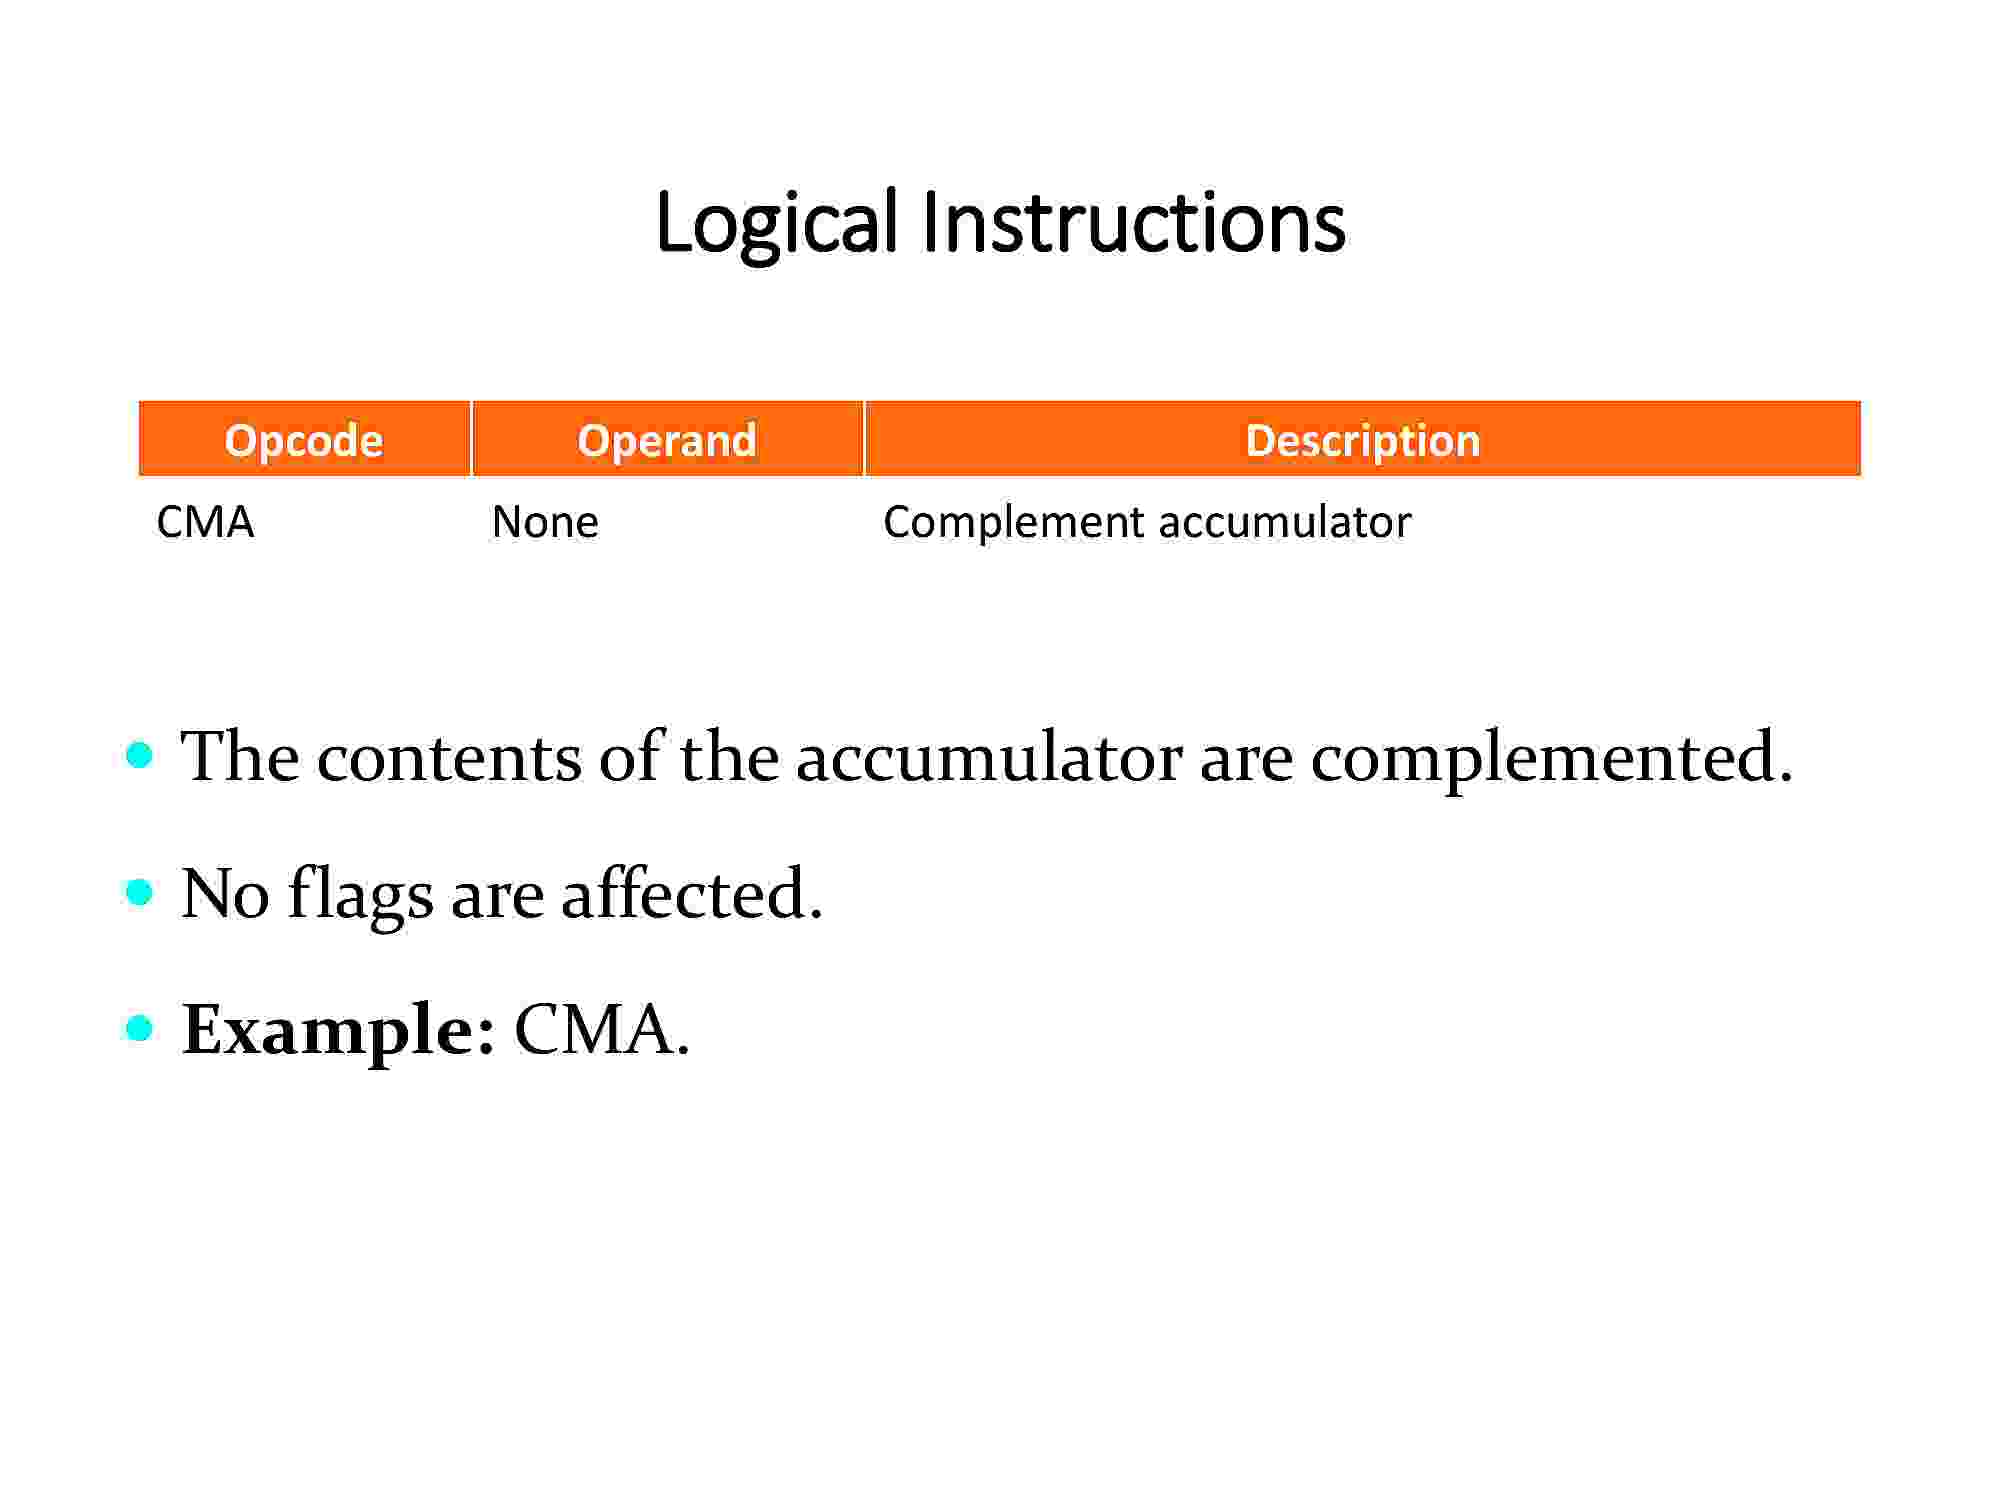 Logical Instructions
Opcode Operand Description
CMA None Complement accumulator
• The contents of the accumulator are complemented.
• No flags are affected.
• Example: CMA.